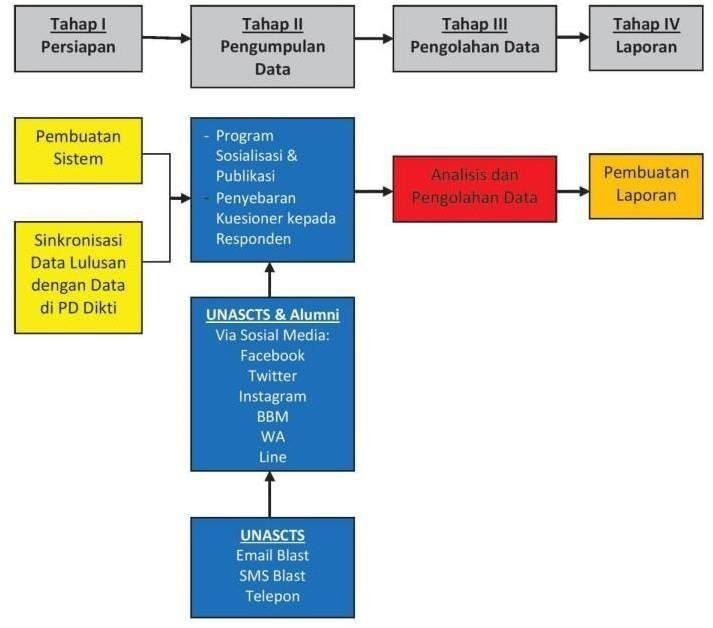 Tahap I
Persiapan
Tahap II
Pengumpulan
Data
Tahap III
Pengolahan Data
Tahap IV
Laporan
Pembuatan
Sistem
Sinkronisasi
Data Lulusan
dengan Data
di PD Dikti
- Program
Sosialisasi &
Publikasi
- Penyebaran
Kuesioner kepada
Responden
Analisis dan
Pengolahan Data
Pembuatan
Laporan
UNASCTS & Alumni
Via Sosial Media:
Facebook
Twitter
Instagram
BBM
WA
Line
UNASCTS
Email Blast
SMS Blast
Telepon